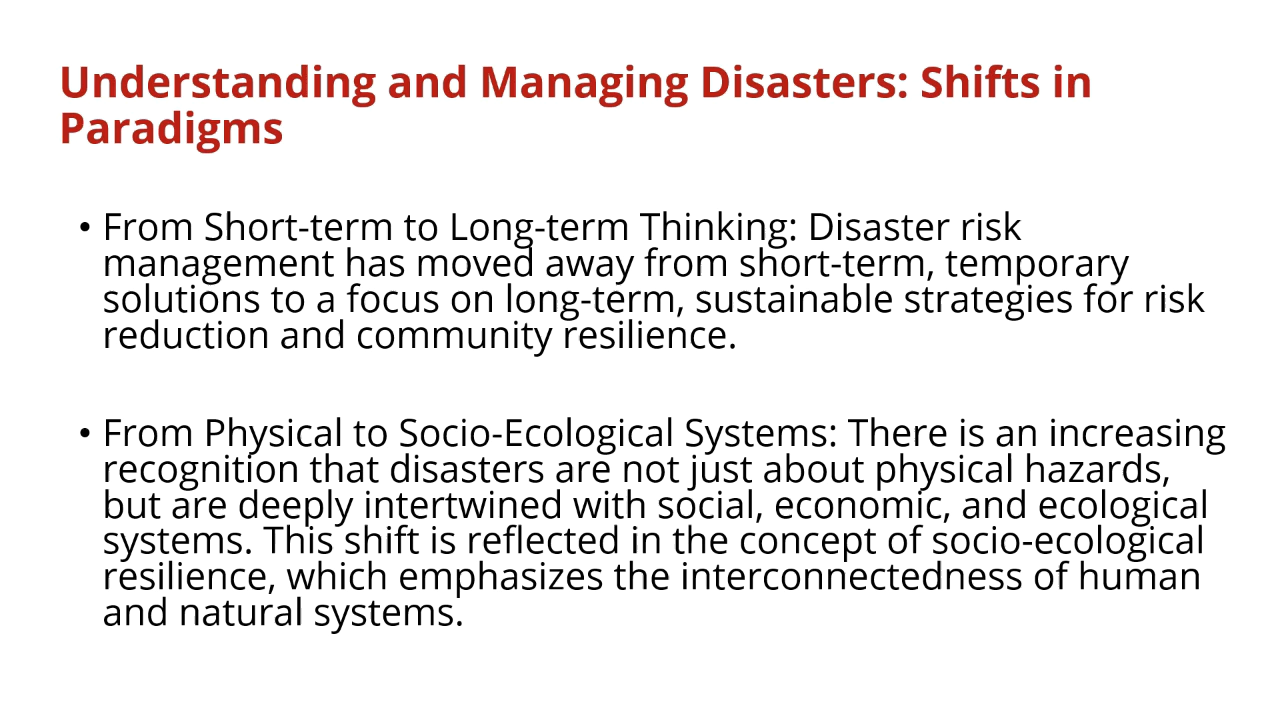 Understanding and Managing Disasters: Shifts in
Paradigms
• From Short-term to Long-term Thinking: Disaster risk
management has moved away from short-term, temporary
solutions to a focus on long-term, sustainable strategies for risk
reduction and community resilience.
• From Physical to Socio-Ecological Systems: There is an increasing
recognition that disasters are not just about physical hazards,
but are deeply intertwined with social, economic, and ecological
systems. This shift is reflected in the concept of socio-ecological
resilience, which emphasizes the interconnectedness of human
and natural systems.